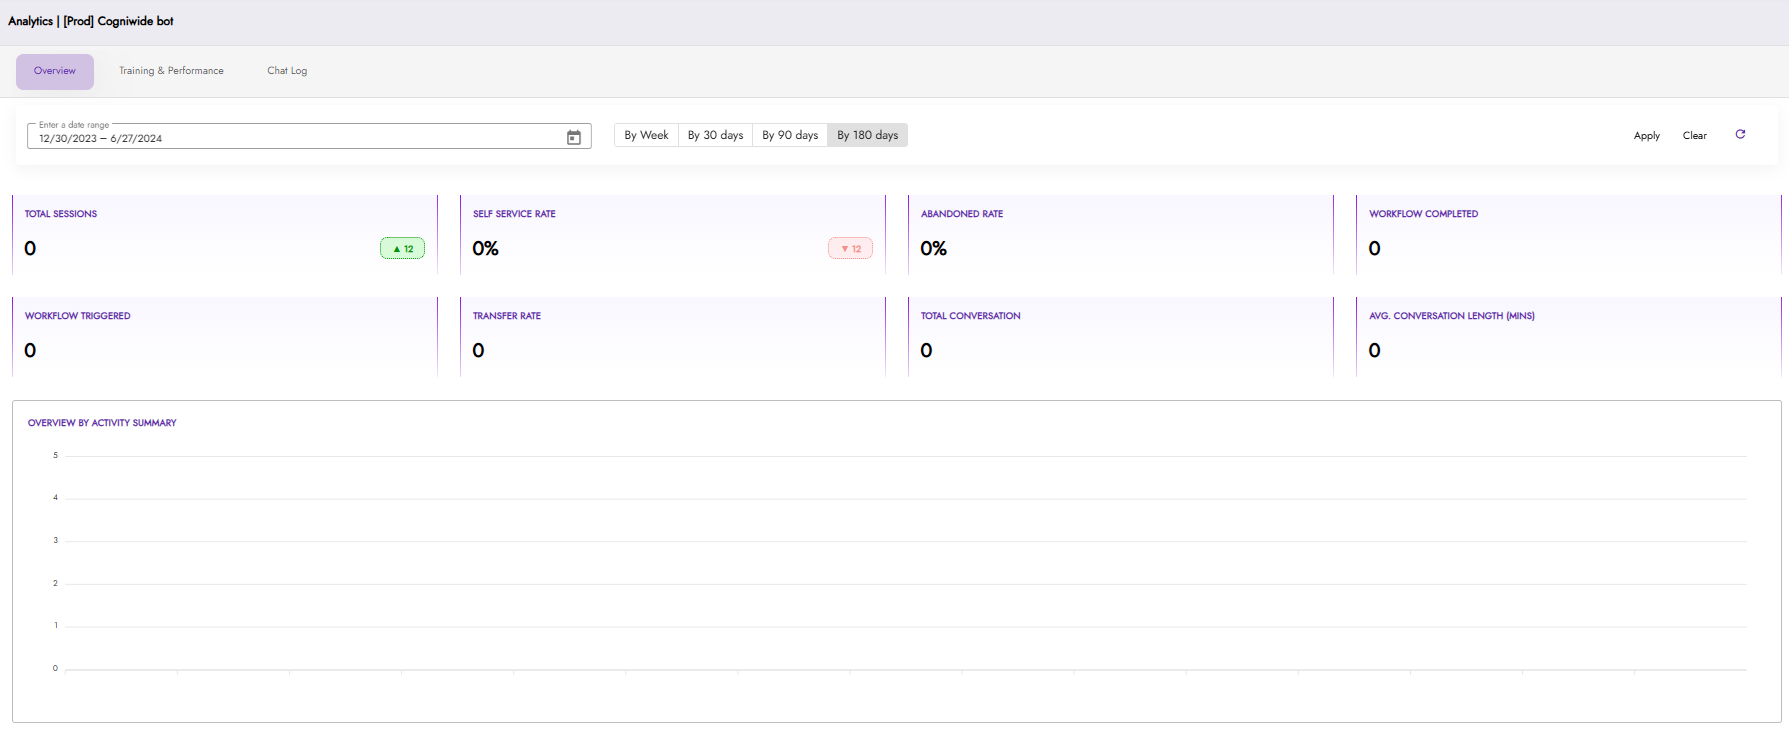 Analytics | [Prod] Cogniwide bot
Overview
Training & Performance
Chat Log
Enter a date range
12/30/2023 – 6/27/2024
By Week
By 30 days
By 90 days
By 180 days
Apply
Clear
TOTAL SESSIONS
0
▲ 12
SELF SERVICE RATE
0%
▼ 12
ABANDONED RATE
0%
WORKFLOW COMPLETED
0
WORKFLOW TRIGGERED
0
TRANSFER RATE
0
TOTAL CONVERSATION
0
AVG. CONVERSATION LENGTH (MINS)
0
OVERVIEW BY ACTIVITY SUMMARY
5
4
3
2
1
0